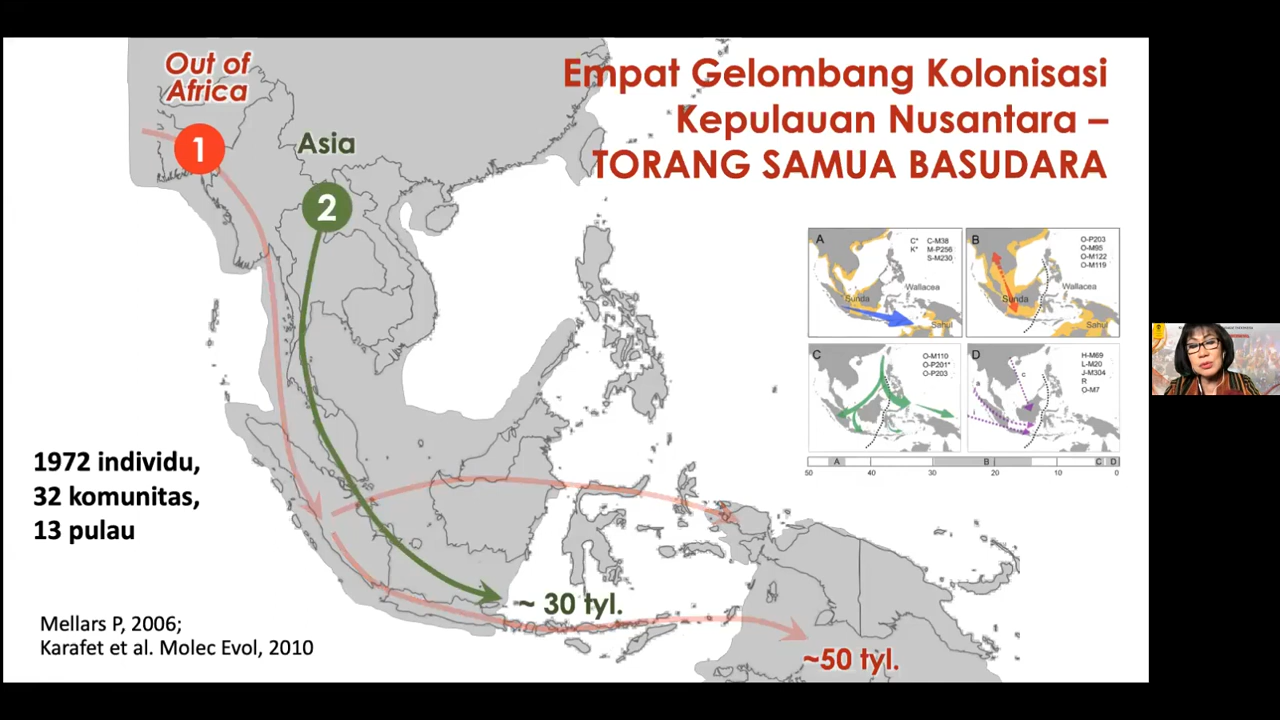 Out of
Africa
1
Asia
2
Empat Gelombang Kolonisasi
Kepulauan Nusantara –
TORANG SAMUA BASUDARA
A
C* C-M38
K* M-P256
S-M230
Wallacea
Sunda
Sahul
B
O-P203
O-M95
O-M122
O-M119
Wallacea
Sunda
Sahul
C
O-M110
O-P201*
O-P203
D
H-M69
L-M20
J-M304
R
O-M7
c
A B C D
50 40 30 20 10 0
1972 individu,
32 komunitas,
13 pulau
~ 30 tyl.
~50 tyl.
Mellars P, 2006;
Karafet et al. Molec Evol, 2010